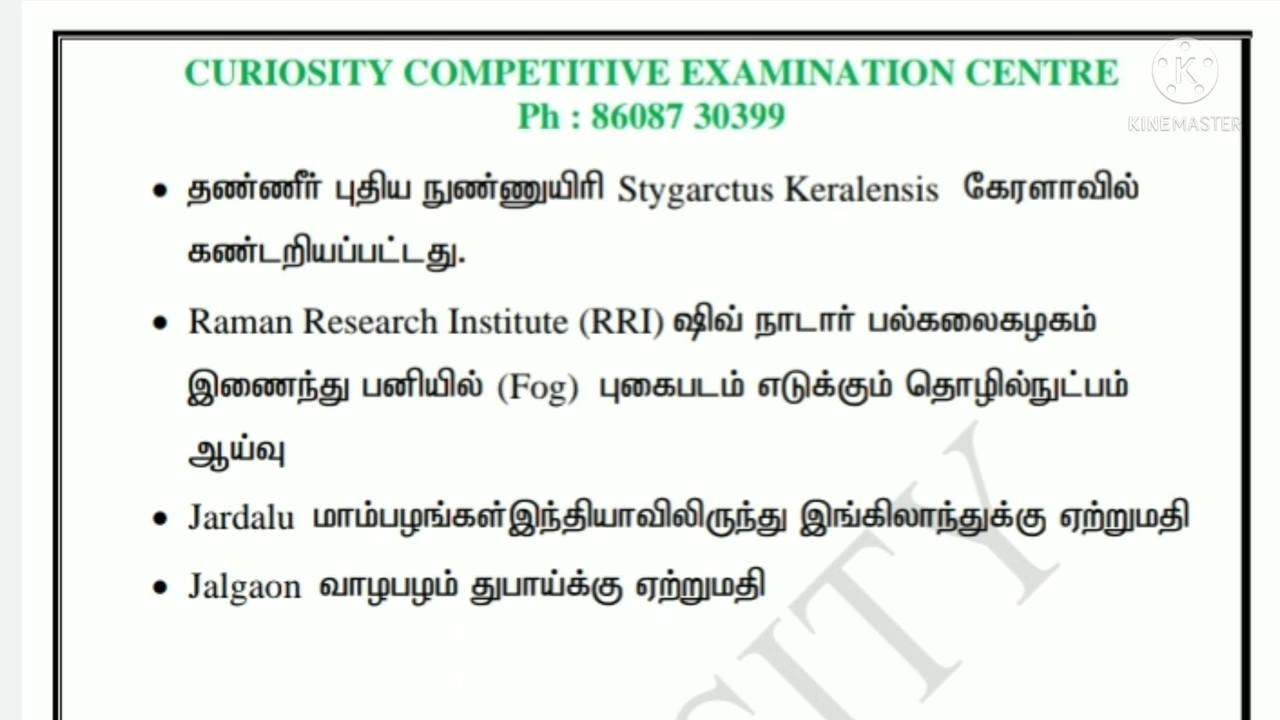 CURIOSITY COMPETITIVE EXAMINATION CENTRE
Ph : 86087 30399
KINEMASTER
• தண்ணீர் புதிய நுண்ணுயிரி Stygarctus Keralensis கேரளாவில்
கண்டறியப்பட்டது.
• Raman Research Institute (RRI) ஷிவ் நாடார் பல்கலைகழகம்
இணைந்து பனியில் (Fog) புகைபடம் எடுக்கும் தொழில்நுட்பம்
ஆய்வு
• Jardalu மாம்பழங்கள்இந்தியாவிலிருந்து இங்கிலாந்துக்கு ஏற்றுமதி
• Jalgaon வாழபழம் துபாய்க்கு ஏற்றுமதி
SITY